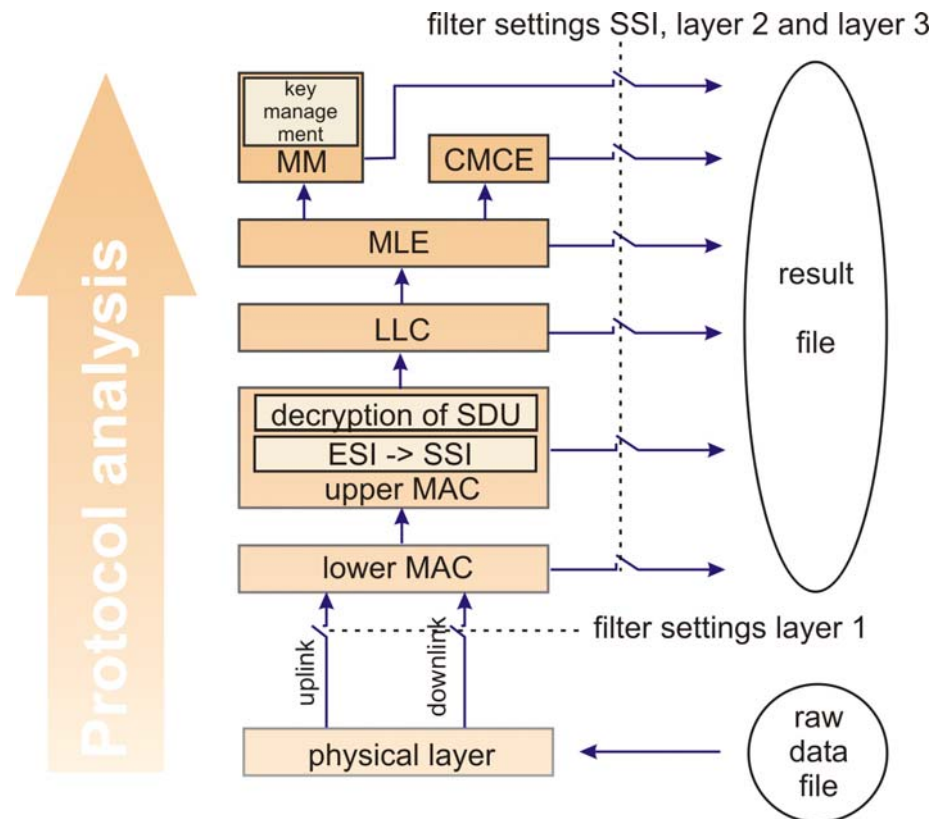 filter settings SSI, layer 2 and layer 3
key
manage
ment
MM
CMCE
MLE
LLC
decryption of SDU
ESI -> SSI
upper MAC
lower MAC
filter settings layer 1
uplink
downlink
physical layer
Protocol analysis
result
file
raw
data
file